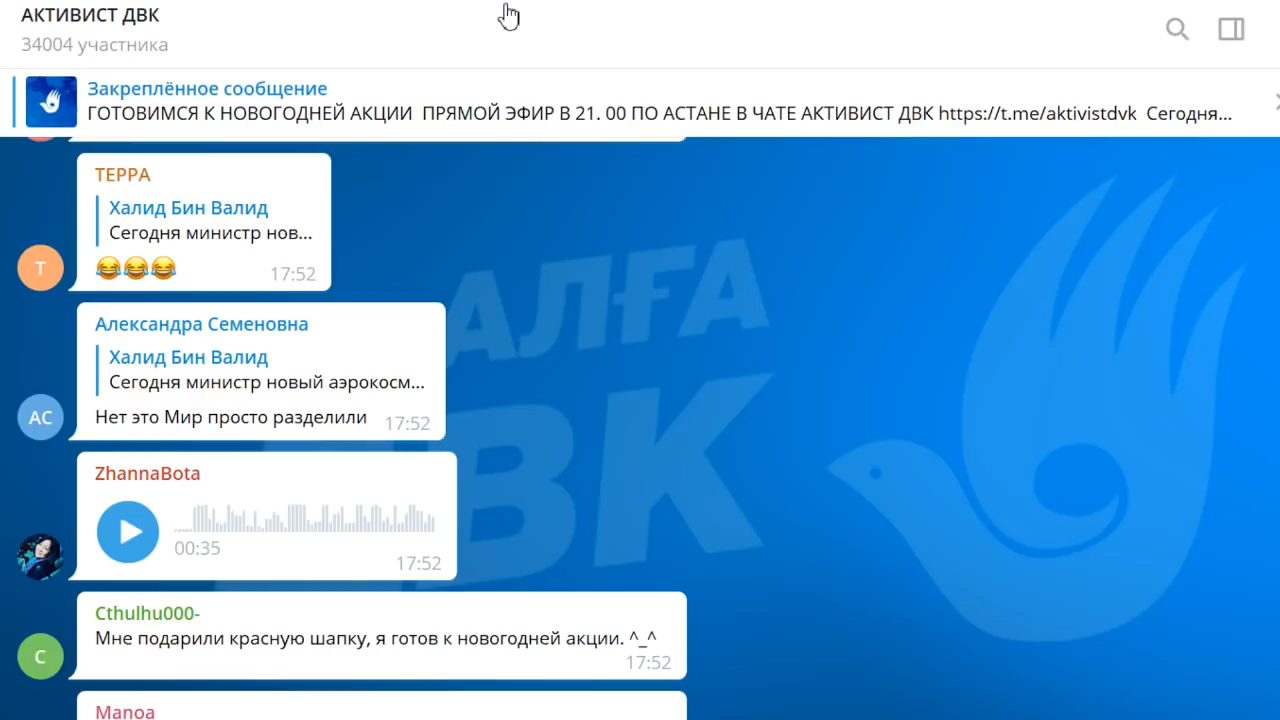 АКТИВИСТ ДВК
34004 участника
Закреплённое сообщение
ГОТОВИМСЯ К НОВОГОДНЕЙ АКЦИИ ПРЯМОЙ ЭФИР В 21. 00 ПО АСТАНЕ В ЧАТЕ АКТИВИСТ ДВК https://t.me/aktivistdvk Сегодня...
ТЕРРА
Халид Бин Валид
Сегодня министр нов...
😂😂😂 17:52
Т
Александра Семеновна
Халид Бин Валид
Сегодня министр новый аэрокосм...
Нет это Мир просто разделили 17:52
АС
ZhannaBota
00:35
17:52
Cthulhu000-
Мне подарили красную шапку, я готов к новогодней акции. ^_^
17:52
C
Manoa
АЛҒА
ДВК